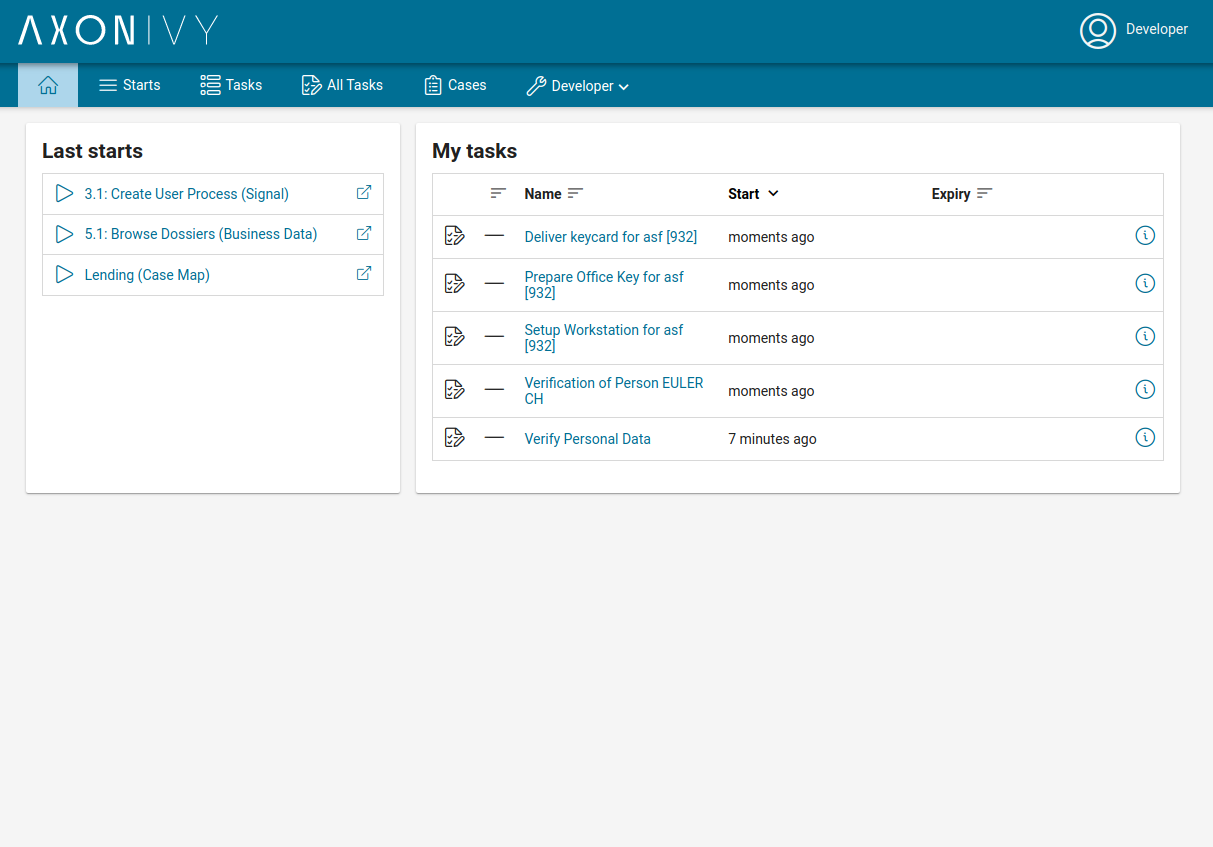 AXONIVY
Developer
Starts
Tasks
All Tasks
Cases
Developer
Last starts
3.1: Create User Process (Signal)
5.1: Browse Dossiers (Business Data)
Lending (Case Map)
My tasks
Name Start Expiry
Deliver keycard for asf [932] moments ago
Prepare Office Key for asf
[932]
moments ago
Setup Workstation for asf
[932]
moments ago
Verification of Person EULER
CH
moments ago
Verify Personal Data 7 minutes ago